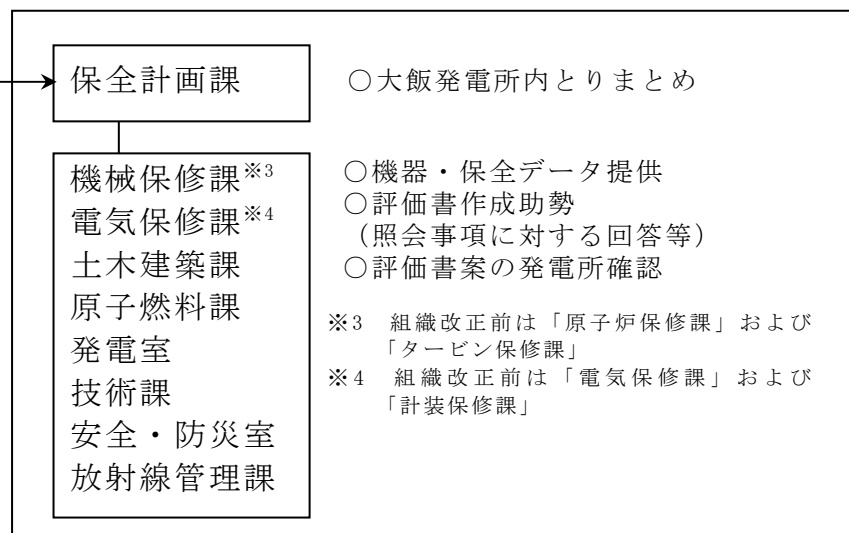 保全計画課
○大飯発電所内とりまとめ
機械保修課※3
電気保修課※4
土木建築課
原子燃料課
発電室
技術課
安全・防災室
放射線管理課
○機器・保全データ提供
○評価書作成助勢
（照会事項に対する回答等）
○評価書案の発電所確認
※3 組織改正前は「原子炉保修課」および
「タービン保修課」
※4 組織改正前は「電気保修課」および
「計装保修課」